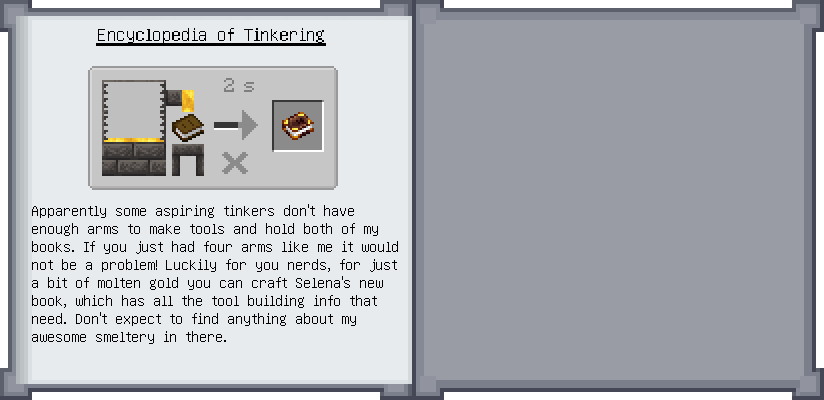 Encyclopedia of Tinkering
2 s
Apparently some aspiring tinkers don't have
enough arms to make tools and hold both of my
books. If you just had four arms like me it would
not be a problem! Luckily for you nerds, for just
a bit of molten gold you can craft Selena's new
book, which has all the tool building info that
need. Don't expect to find anything about my
awesome smeltery in there.